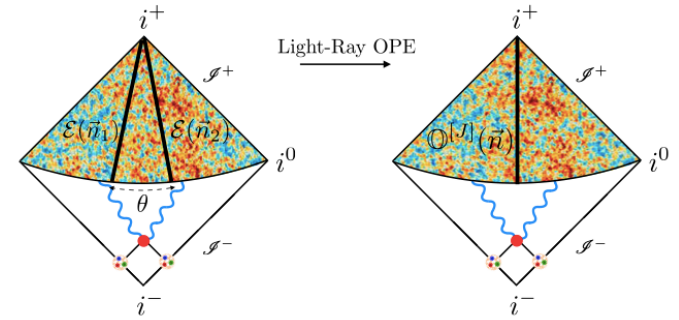 i⁺
Light-Ray OPE
i⁺
𝓘⁺
𝓘⁺
ℰ(n⃗₁)
ℰ(n⃗₂)
𝕆^[J](n⃗)
i⁰
i⁰
θ
𝓘⁻
𝓘⁻
i⁻
i⁻